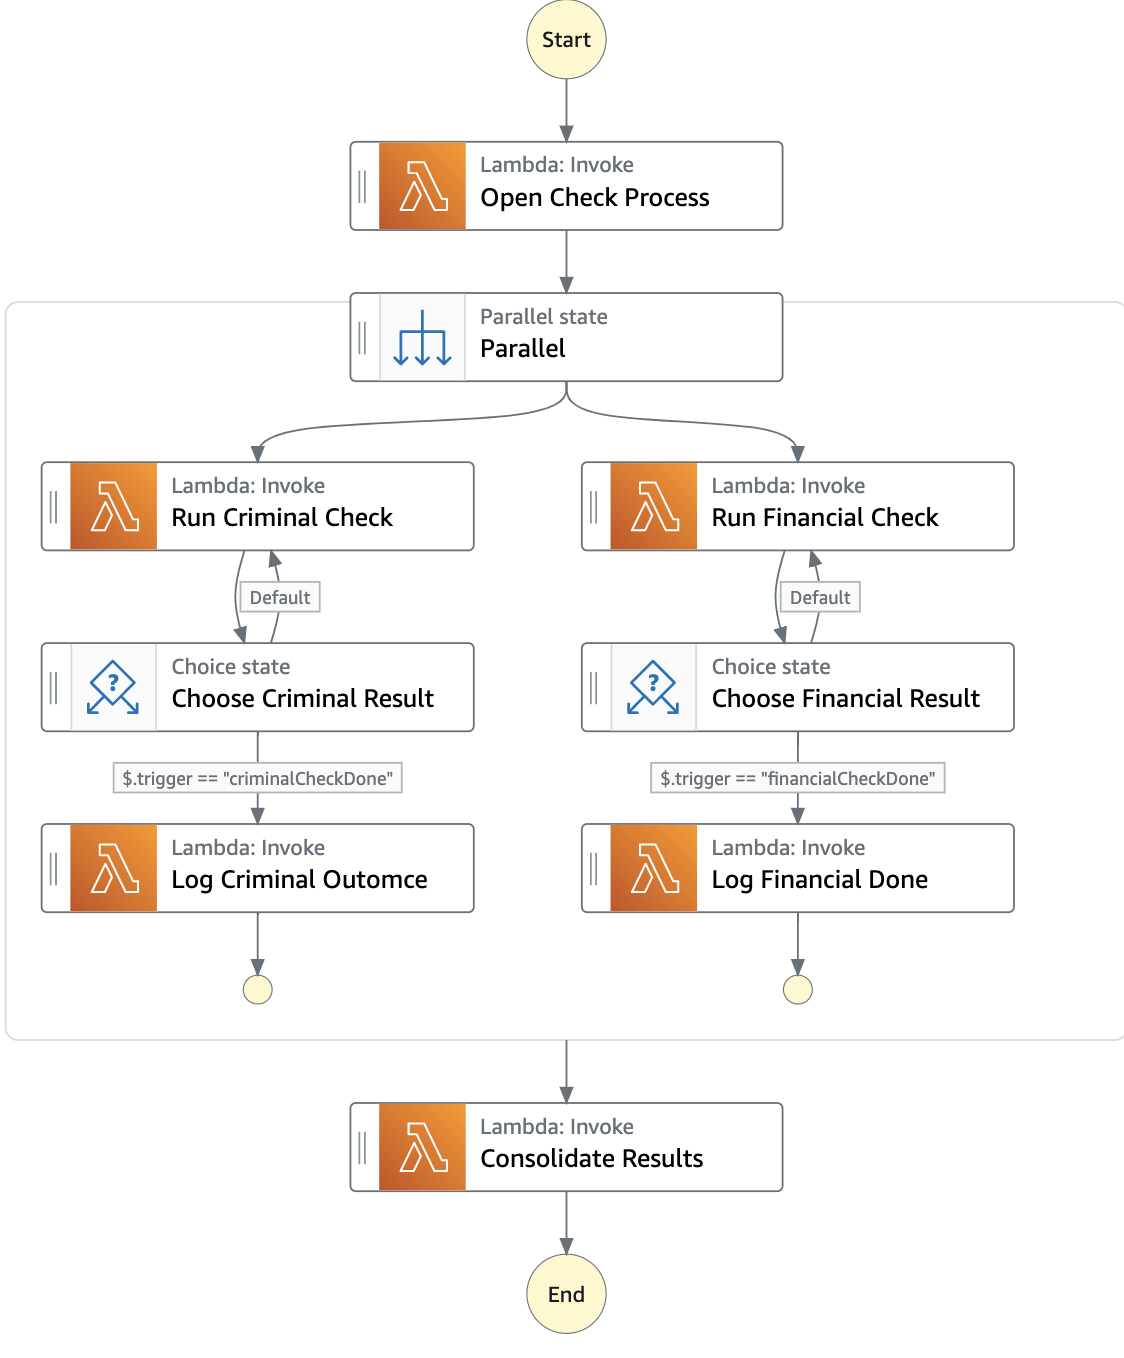 Start
Lambda: Invoke
Open Check Process
Parallel state
Parallel
Lambda: Invoke
Run Criminal Check
Lambda: Invoke
Run Financial Check
Default
Default
Choice state
Choose Criminal Result
Choice state
Choose Financial Result
$.trigger == "criminalCheckDone"
$.trigger == "financialCheckDone"
Lambda: Invoke
Log Criminal Outomce
Lambda: Invoke
Log Financial Done
Lambda: Invoke
Consolidate Results
End